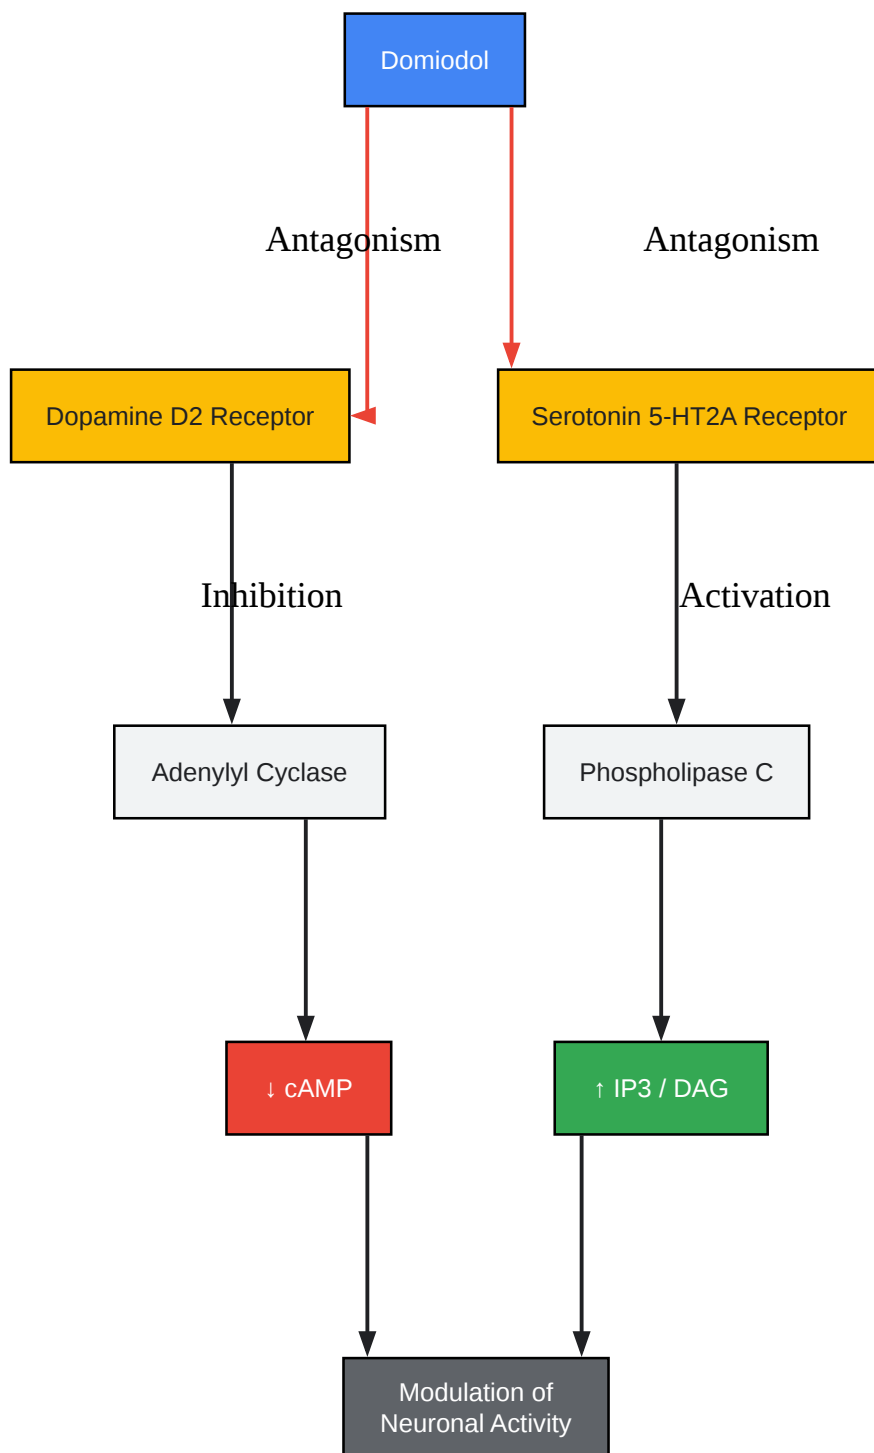 Domiodol
Antagonism
Antagonism
Dopamine D2 Receptor
Serotonin 5-HT2A Receptor
Inhibition
Activation
Adenylyl Cyclase
Phospholipase C
↓ cAMP
↑ IP3 / DAG
Modulation of
Neuronal Activity